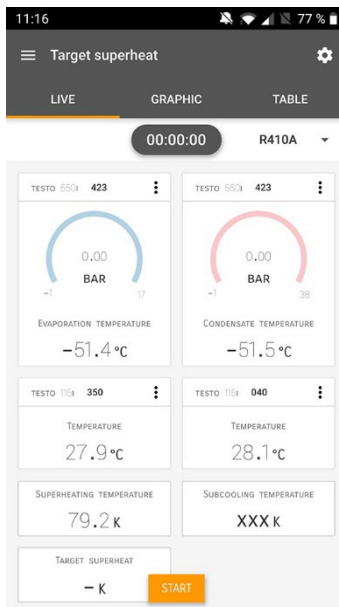 11:16 77 %
Target superheat
LIVE GRAPHIC TABLE
00:00:00 R410A
TESTO 550i 423 TESTO 550i 423
0.00 0.00
BAR BAR
-1 17 -1 38
EVAPORATION TEMPERATURE CONDENSATE TEMPERATURE
-51.4 °C -51.5 °C
TESTO 115i 350 TESTO 115i 040
TEMPERATURE TEMPERATURE
27.9 °C 28.1 °C
SUPERHEATING TEMPERATURE SUBCOOLING TEMPERATURE
79.2 K XXX K
TARGET SUPERHEAT
– K START